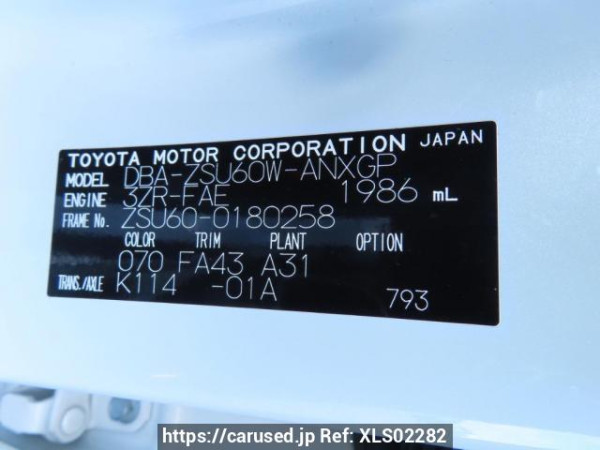 TOYOTA MOTOR CORPORATION JAPAN
MODEL DBA-ZSU60W-ANXGP
ENGINE 3ZR-FAE 1986 mL
FRAME No. ZSU60-0180258
COLOR TRIM PLANT OPTION
070 FA43 A31
TRANS./AXLE K114 -01A
793
https://carused.jp Ref: XLS02282